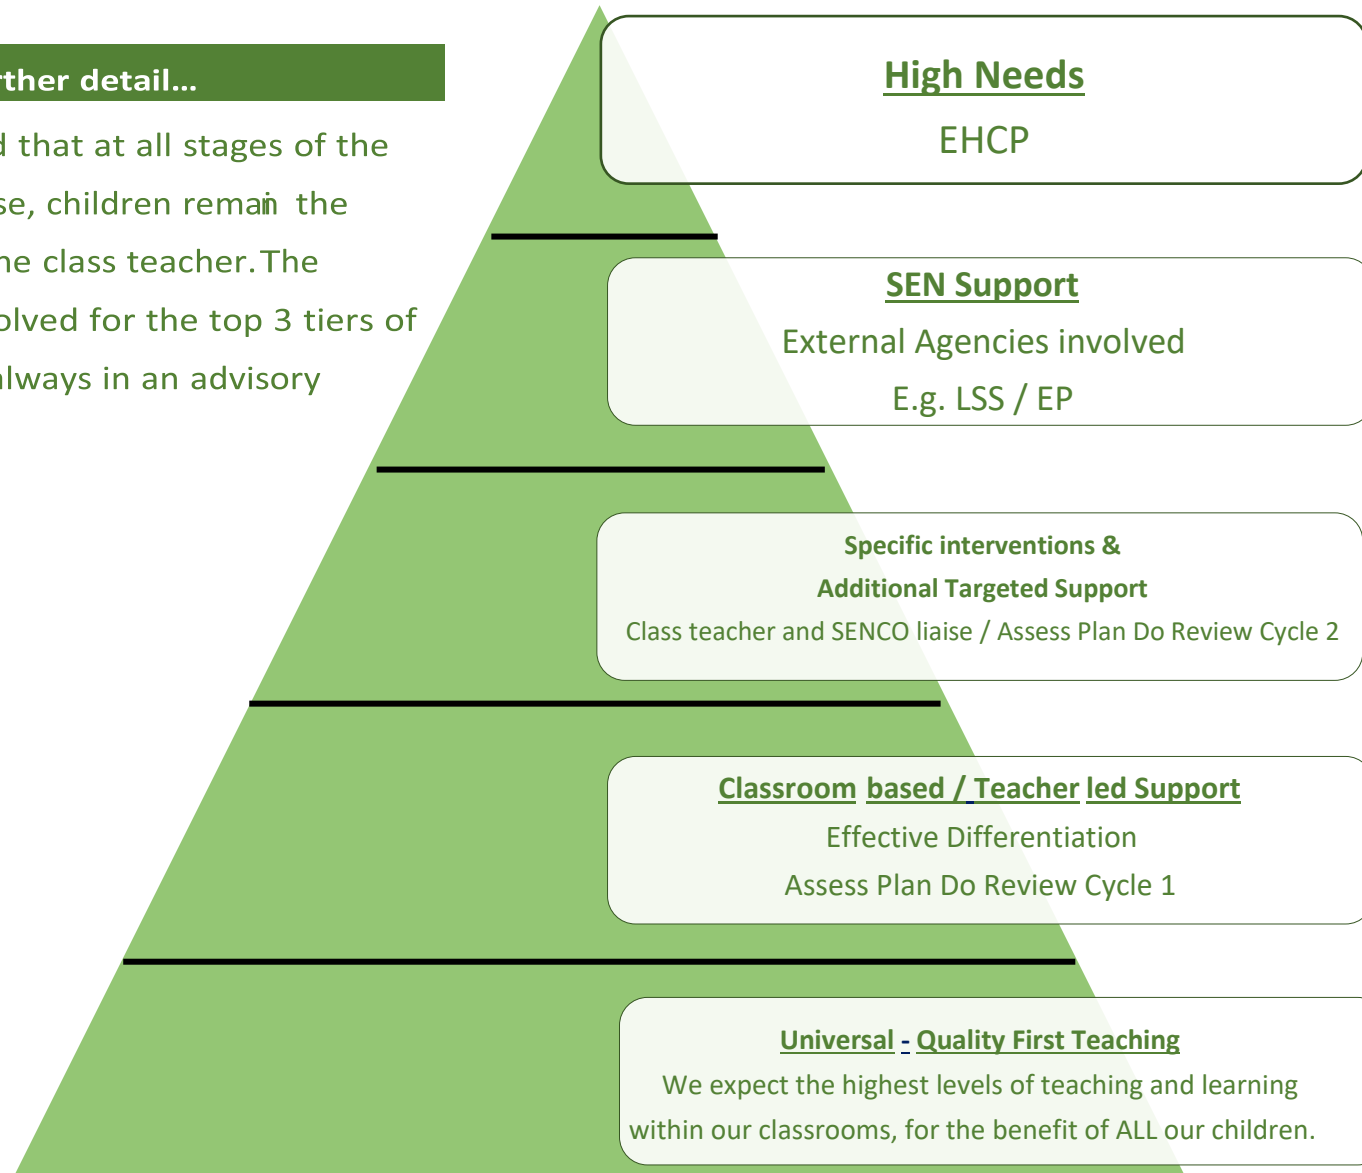 rther detail...
d that at all stages of the
se, children remain the
ne class teacher. The
olved for the top 3 tiers of
always in an advisory
High Needs
EHCP
SEN Support
External Agencies involved
E.g. LSS / EP
Specific interventions &
Additional Targeted Support
Class teacher and SENCO liaise / Assess Plan Do Review Cycle 2
Classroom based / Teacher led Support
Effective Differentiation
Assess Plan Do Review Cycle 1
Universal - Quality First Teaching
We expect the highest levels of teaching and learning
within our classrooms, for the benefit of ALL our children.